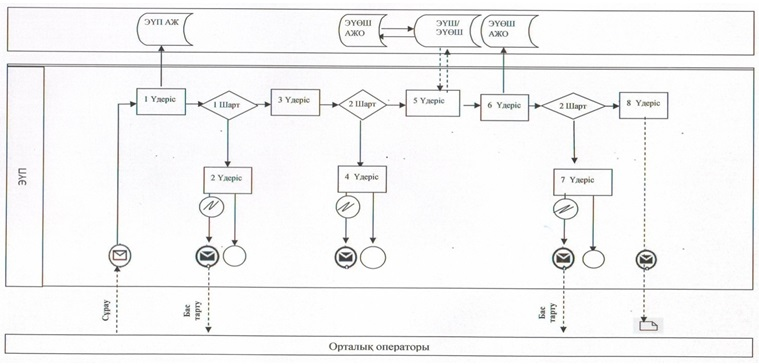 ЭҮП АЖ
ЭҮӨШ
АЖО
ЭҮШ/
ЭҮӨШ
ЭҮӨШ
АЖО
ЭҮП
1 Үдеріс
1 Шарт
3 Үдеріс
2 Шарт
5 Үдеріс
6 Үдеріс
2 Шарт
8 Үдеріс
2 Үдеріс
4 Үдеріс
7 Үдеріс
Сұрау
Бас
тарту
Бас
тарту
Орталық операторы